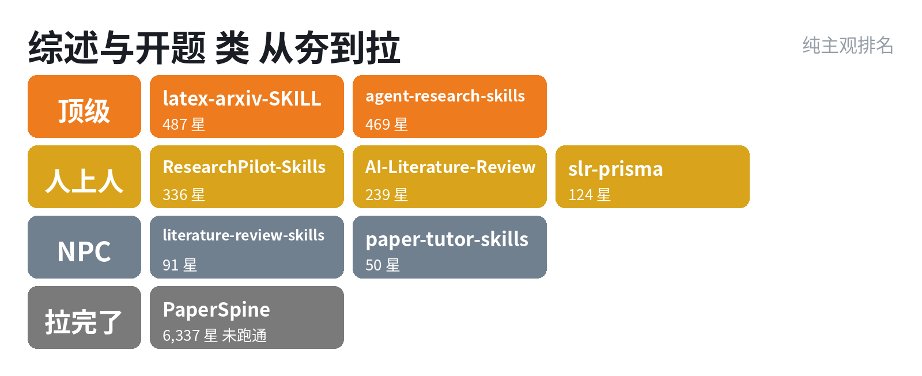 综述与开题 类 从夯到拉
纯主观排名
顶级
latex-arxiv-SKILL
487 星
agent-research-skills
469 星
人上人
ResearchPilot-Skills
336 星
AI-Literature-Review
239 星
slr-prisma
124 星
NPC
literature-review-skills
91 星
paper-tutor-skills
50 星
拉完了
PaperSpine
6,337 星 未跑通